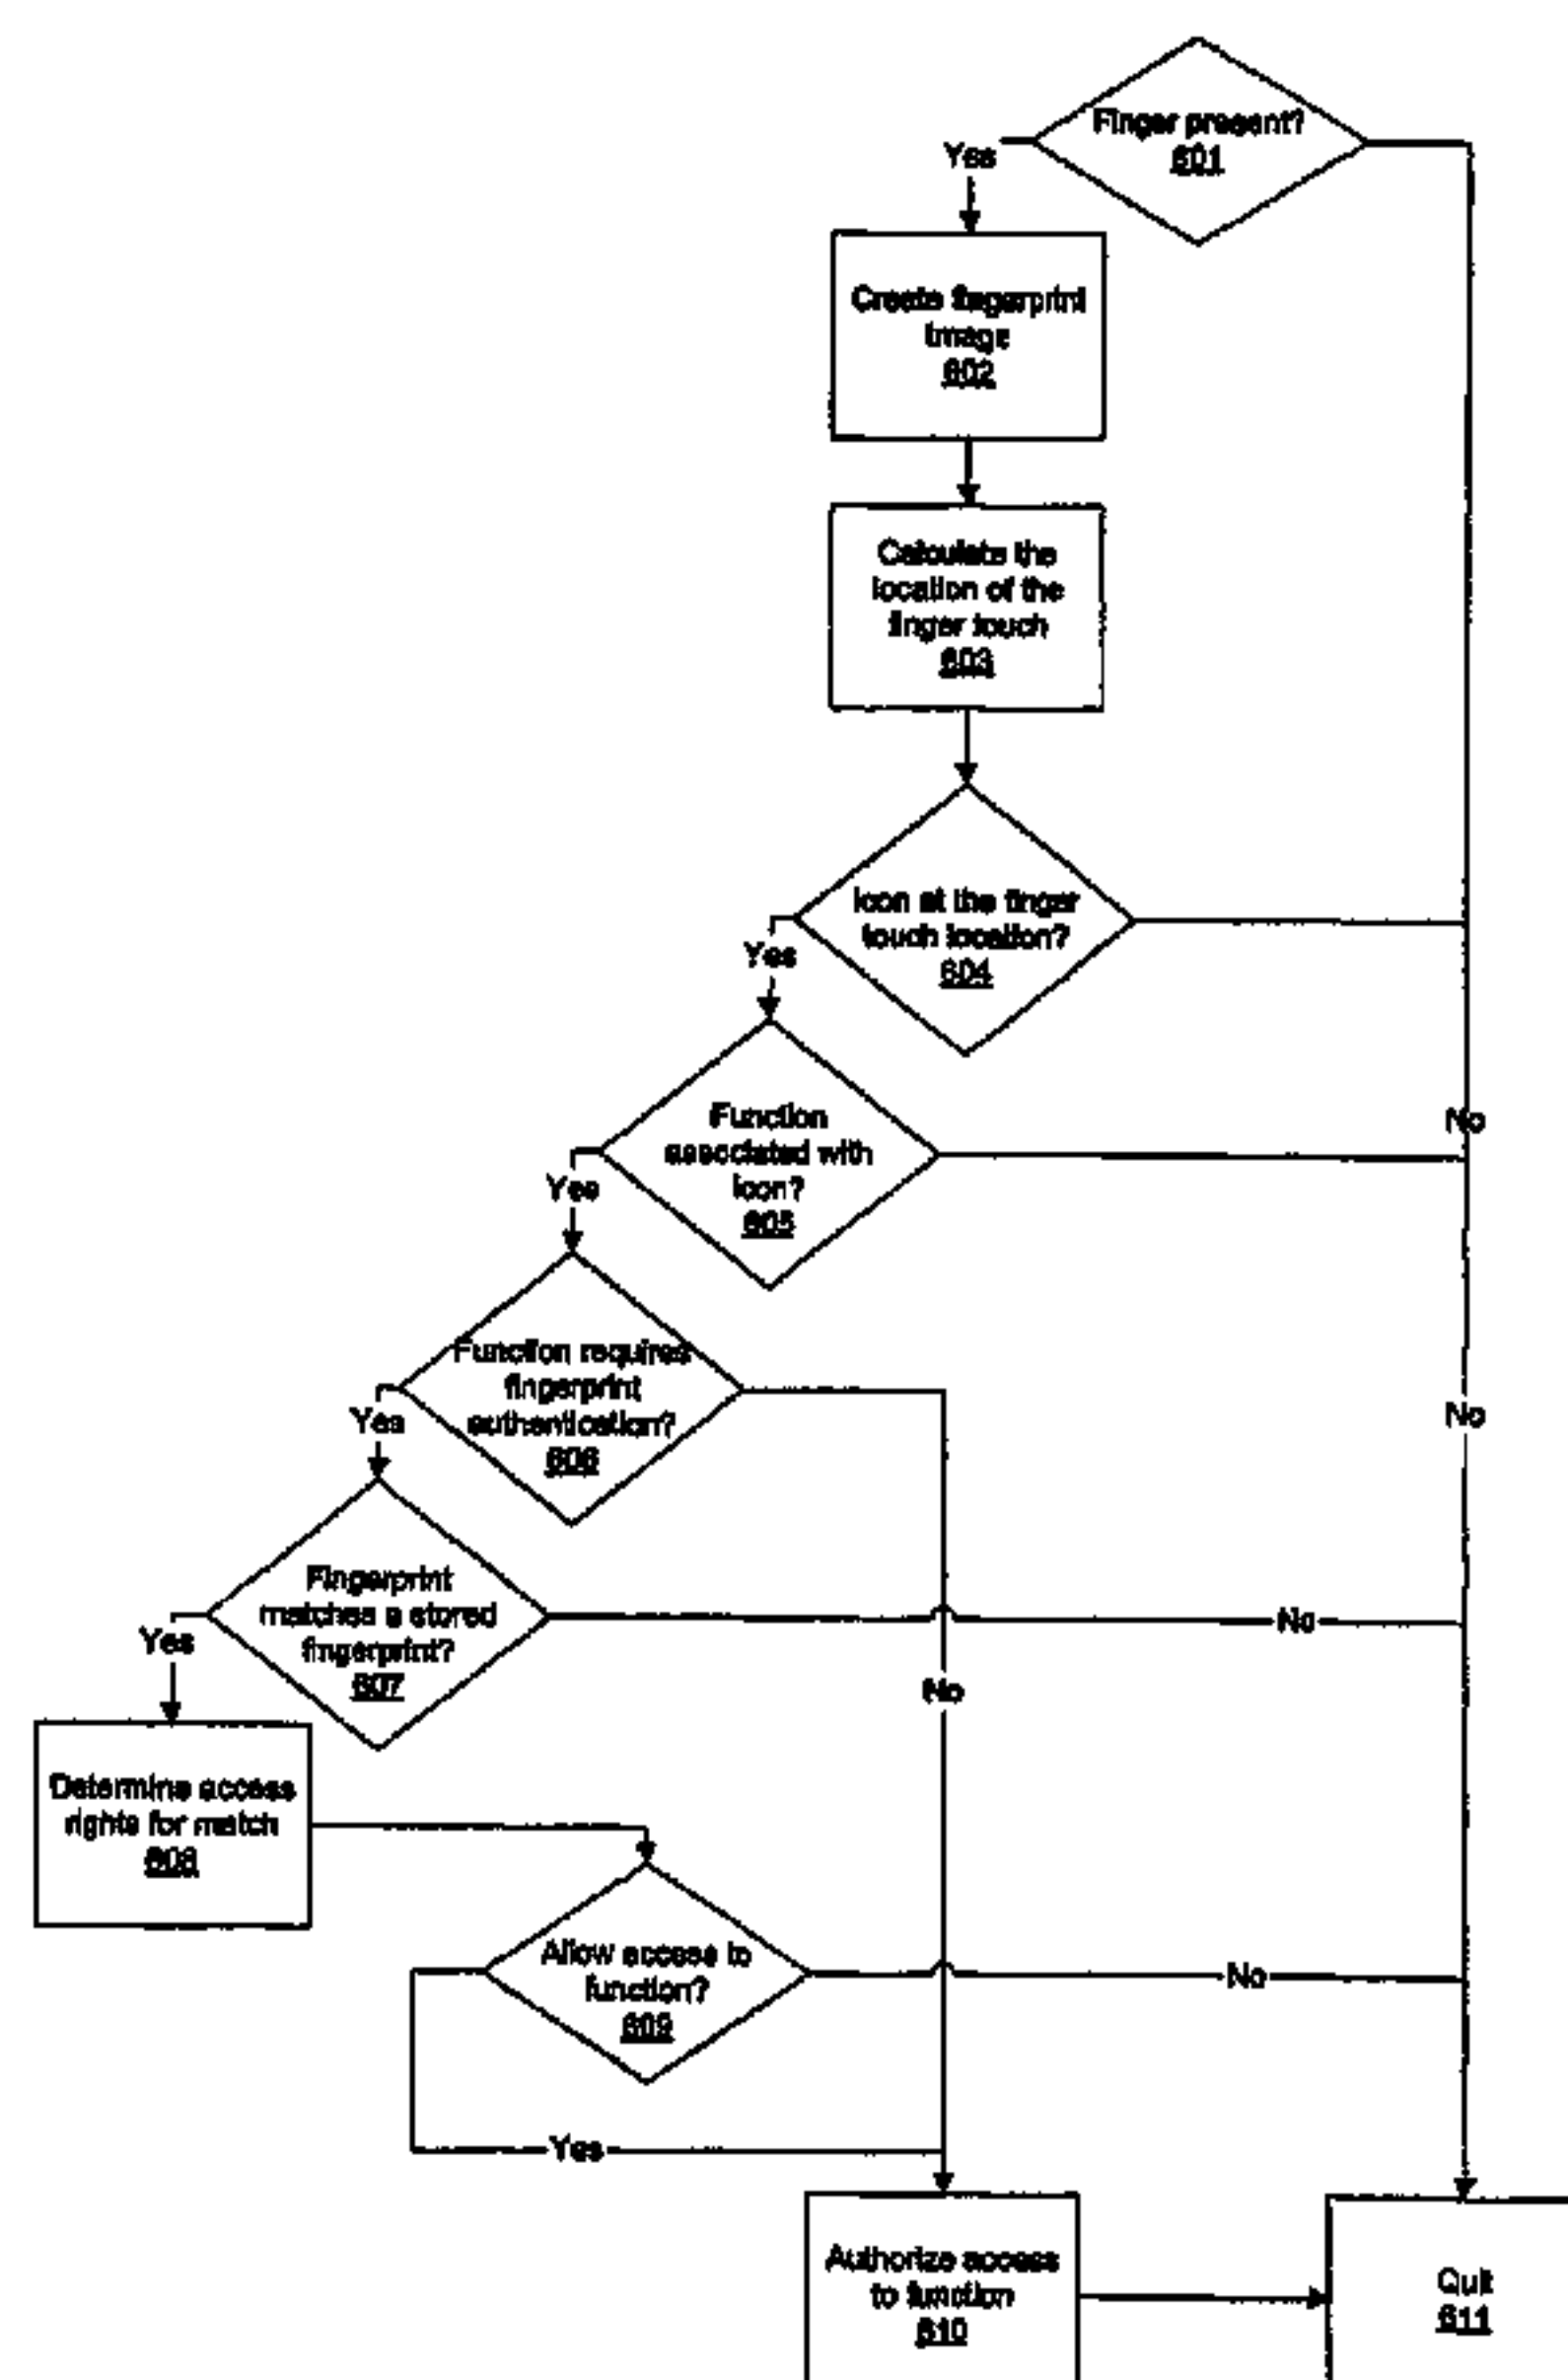 Finger present?
601
Yes
Create fingerprint
image
602
Calculate the
location of the
finger touch
603
Icon at the finger
touch location?
604
Yes
Function
associated with
icon?
605
No
Yes
Function requires
fingerprint
authentication?
606
No
Yes
Fingerprint
matches a stored
fingerprint?
607
No
Yes
No
Determine access
rights for match
608
Allow access to
function?
609
No
Yes
Authorize access
to function
610
Quit
611